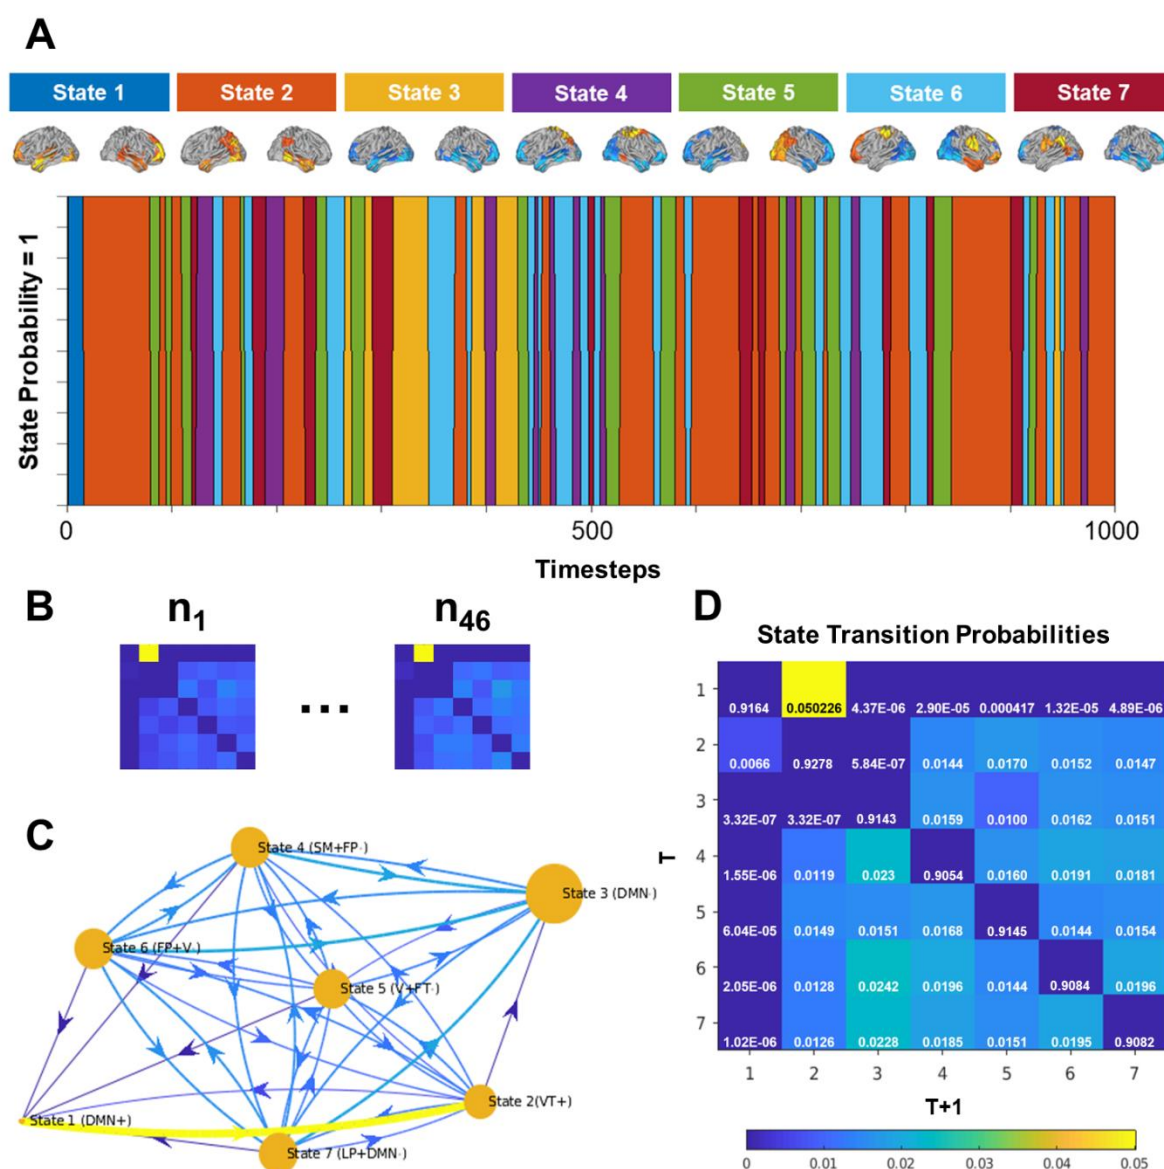 A
State 1 State 2 State 3 State 4 State 5 State 6 State 7
State Probability = 1
0 500 1000
Timesteps
B
n1 n46
...
C
State 4 (SM+FP-)
State 3 (DMN-)
State 6 (FP+V-)
State 5 (V+FT-)
State 2(VT+)
State 1 (DMN+)
State 7 (LP+DMN-)
D
State Transition Probabilities
T
1 0.9164 0.050226 4.37E-06 2.90E-05 0.000417 1.32E-05 4.89E-06
2 0.0066 0.9278 5.84E-07 0.0144 0.0170 0.0152 0.0147
3 3.32E-07 3.32E-07 0.9143 0.0159 0.0100 0.0162 0.0151
4 1.55E-06 0.0119 0.023 0.9054 0.0160 0.0191 0.0181
5 6.04E-05 0.0149 0.0151 0.0168 0.9145 0.0144 0.0154
6 2.05E-06 0.0128 0.0242 0.0196 0.0144 0.9084 0.0196
7 1.02E-06 0.0126 0.0228 0.0185 0.0151 0.0195 0.9082
1 2 3 4 5 6 7
T+1
0 0.01 0.02 0.03 0.04 0.05